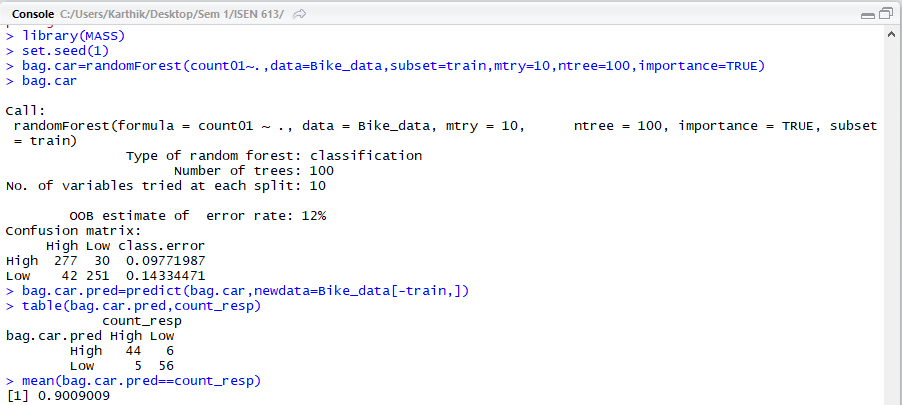 Console C:/Users/Karthik/Desktop/Sem 1/ISEN 613/
> library(MASS)
> set.seed(1)
> bag.car=randomForest(count01~.,data=Bike_data,subset=train,mtry=10,ntree=100,importance=TRUE)
> bag.car
Call:
randomForest(formula = count01 ~ ., data = Bike_data, mtry = 10,      ntree = 100, importance = TRUE, subset
= train)
Type of random forest: classification
Number of trees: 100
No. of variables tried at each split: 10
OOB estimate of  error rate: 12%
Confusion matrix:
High Low class.error
High  277  30  0.09771987
Low    42 251  0.14334471
> bag.car.pred=predict(bag.car,newdata=Bike_data[-train,])
> table(bag.car.pred,count_resp)
count_resp
bag.car.pred High Low
High   44   6
Low     5  56
> mean(bag.car.pred==count_resp)
[1] 0.9009009